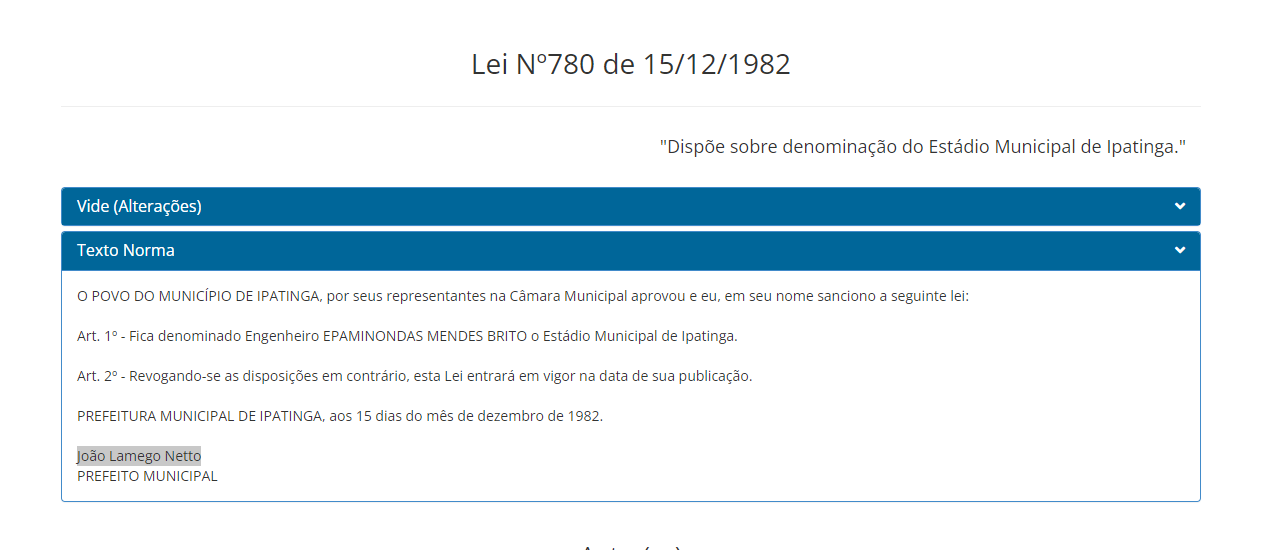 Lei Nº780 de 15/12/1982
"Dispõe sobre denominação do Estádio Municipal de Ipatinga."
Vide (Alterações)
Texto Norma
O POVO DO MUNICÍPIO DE IPATINGA, por seus representantes na Câmara Municipal aprovou e eu, em seu nome sanciono a seguinte lei:
Art. 1º - Fica denominado Engenheiro EPAMINONDAS MENDES BRITO o Estádio Municipal de Ipatinga.
Art. 2º - Revogando-se as disposições em contrário, esta Lei entrará em vigor na data de sua publicação.
PREFEITURA MUNICIPAL DE IPATINGA, aos 15 dias do mês de dezembro de 1982.
João Lamego Netto
PREFEITO MUNICIPAL